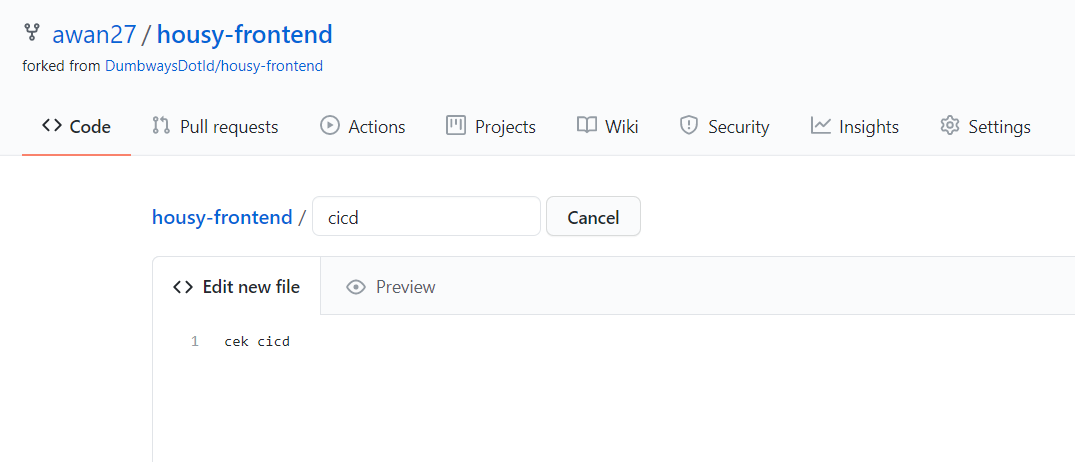 awan27 / housy-frontend
forked from DumbwaysDotId/housy-frontend
Code Pull requests Actions Projects Wiki Security Insights Settings
housy-frontend / cicd Cancel
Edit new file Preview
1 cek cicd